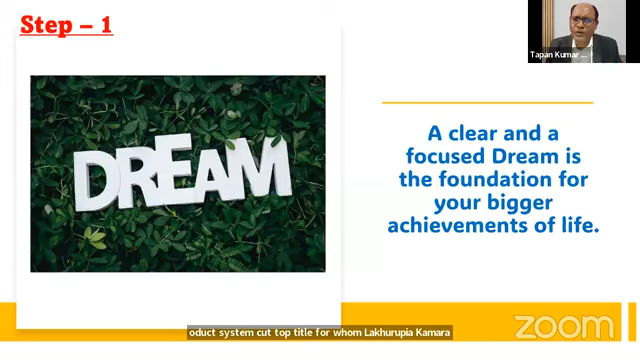 Step – 1
Tapan Kumar ...
DREAM
A clear and a
focused Dream is
the foundation for
your bigger
achievements of life.
oduct system cut top title for whom Lakhurupia Kamara
zoom